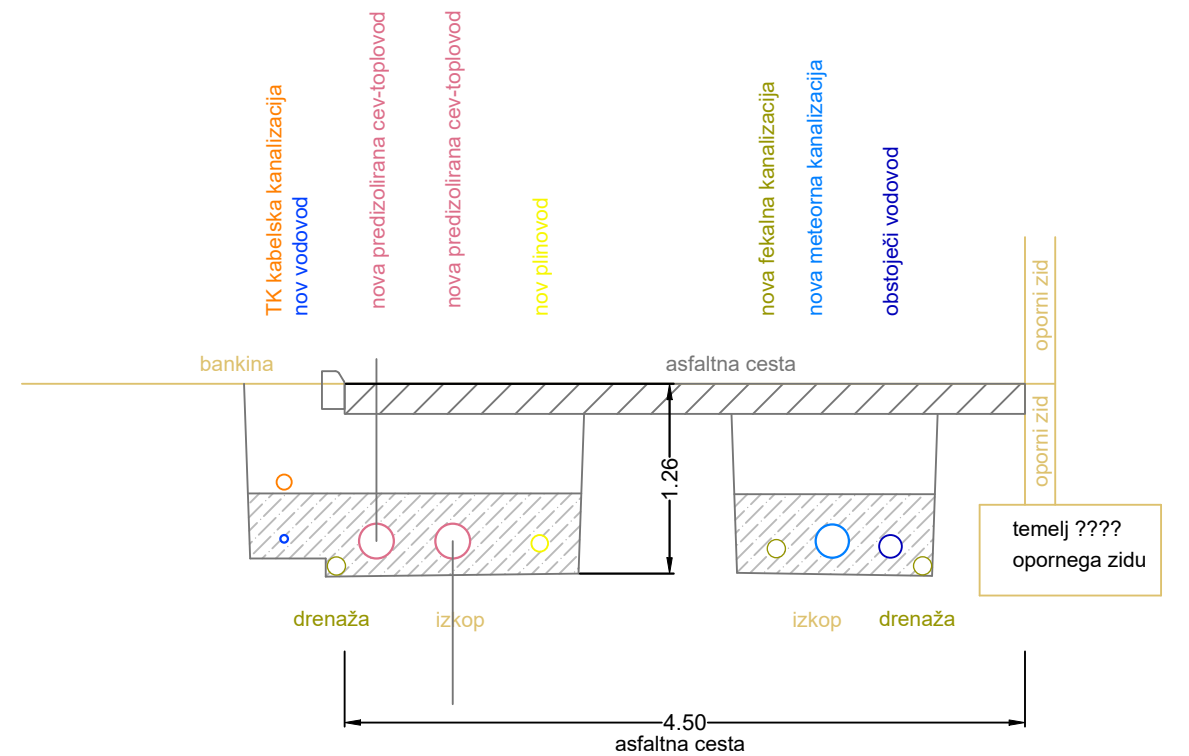 TK kabelska kanalizacija
nov vodovod
nova predizolirana cev-toplovod
nova predizolirana cev-toplovod
nov plinovod
nova fekalna kanalizacija
nova meteorna kanalizacija
obstoječi vodovod
oporni zid
bankina
asfaltna cesta
oporni zid
1.26
temelj ????
opornega zidu
drenaža
izkop
izkop
drenaža
4.50
asfaltna cesta